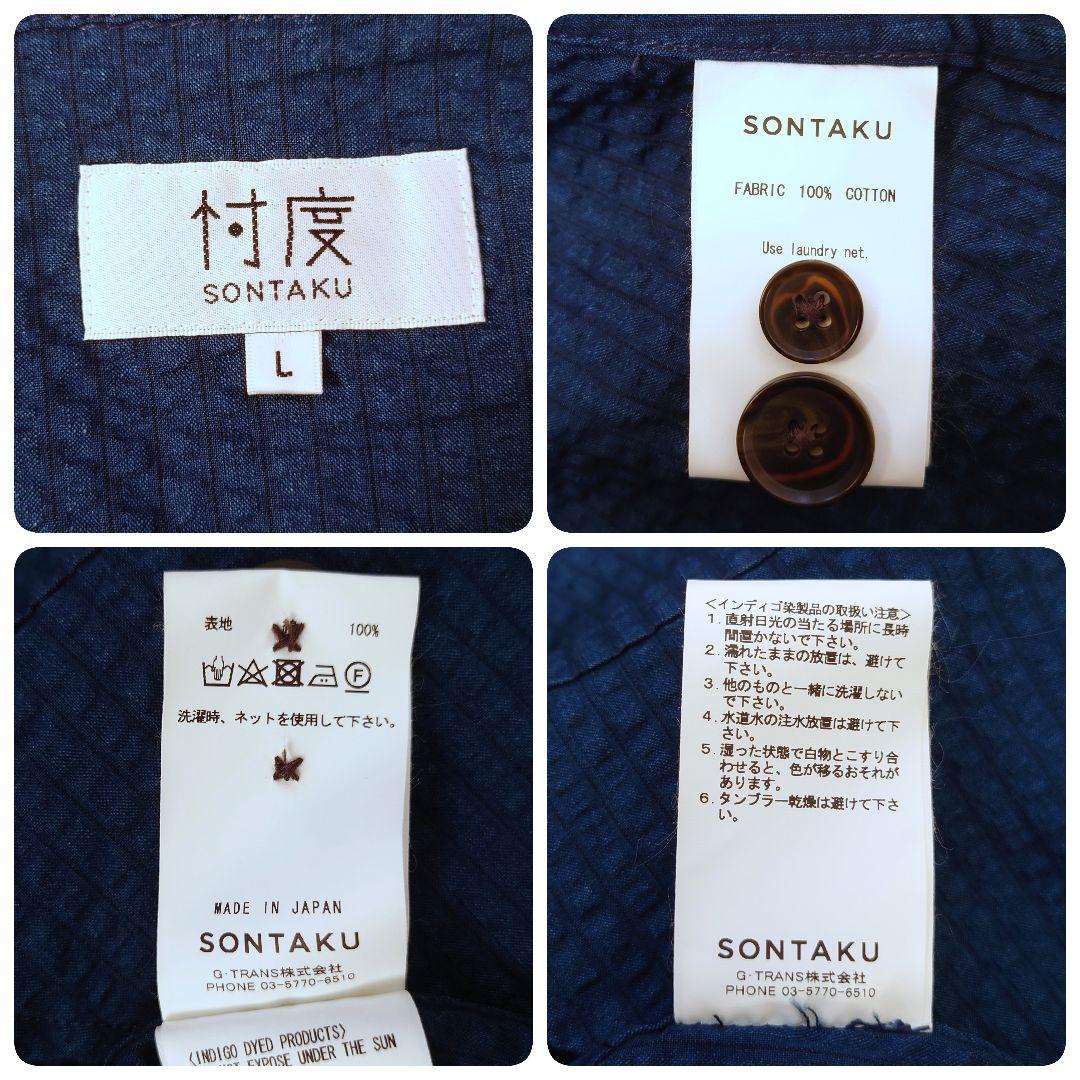 忖度
SONTAKU
L
SONTAKU
FABRIC 100% COTTON
Use laundry net.
表地 100%
洗濯時、ネットを使用して下さい。
MADE IN JAPAN
SONTAKU
G・TRANS株式会社
PHONE 03-5770-6510
〈INDIGO DYED PRODUCTS〉
EXPOSE UNDER THE SUN
＜インディゴ染製品の取扱い注意＞
1.直射日光の当たる場所に長時
間置かないで下さい。
2.濡れたままの放置は、避けて
下さい。
3.他のものと一緒に洗濯しない
で下さい。
4.水道水の注水放置は避けて下
さい。
5.湿った状態で白物とこすり合
わせると、色が移るおそれが
あります。
6.タンブラー乾燥は避けて下さ
い。
SONTAKU
G・TRANS株式会社
PHONE 03-5770-6510